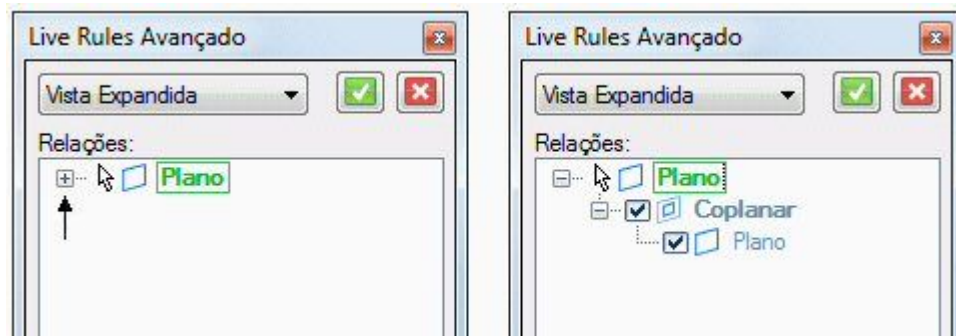 Live Rules Avançado
Vista Expandida
Relações:
Plano
Live Rules Avançado
Vista Expandida
Relações:
Plano
Coplanar
Plano